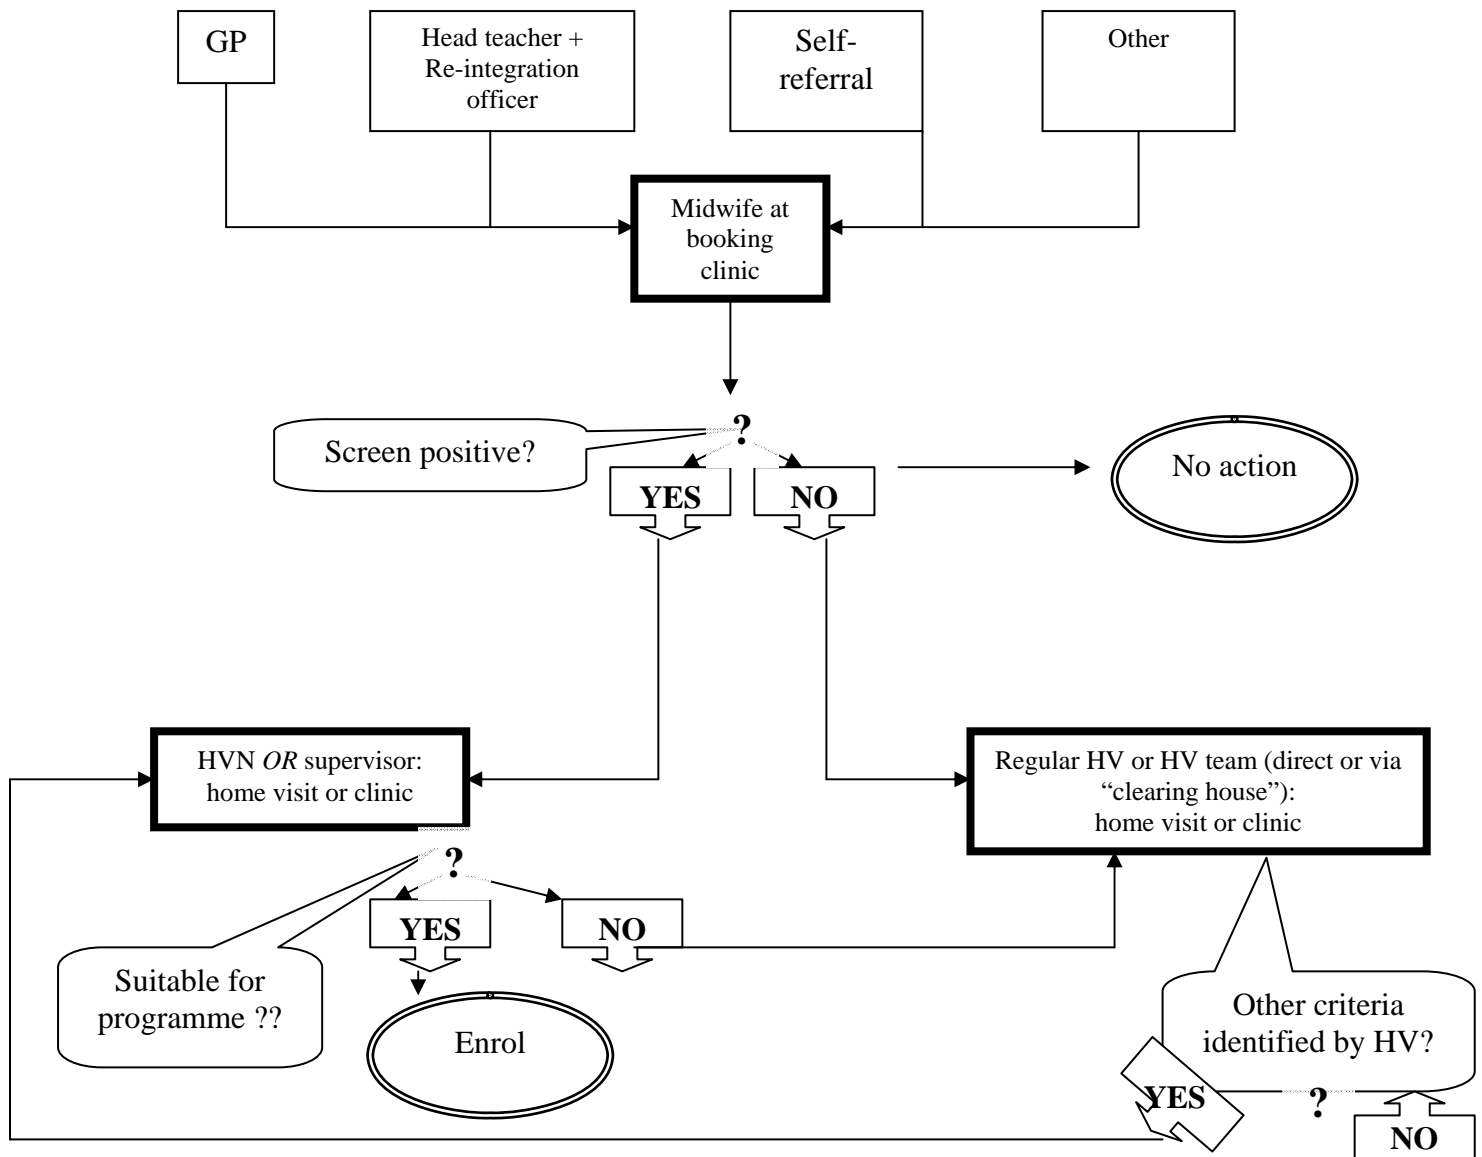 GP
Head teacher +
Re-integration
officer
Self-
referral
Other
Midwife at
booking
clinic
?
Screen positive?
YES
NO
No action
HVN OR supervisor:
home visit or clinic
Regular HV or HV team (direct or via
“clearing house”):
home visit or clinic
?
YES
NO
Suitable for
programme ??
Enrol
Other criteria
identified by HV?
YES
?
NO